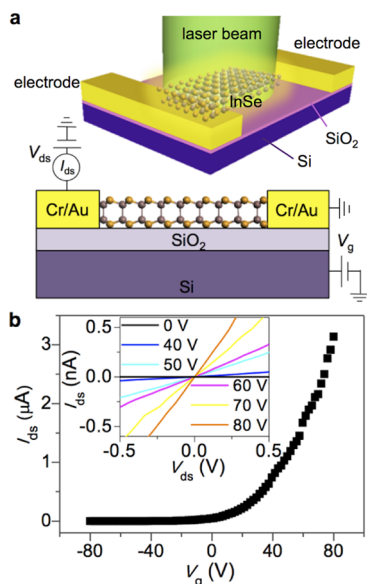 a
laser beam
electrode
electrode
InSe
SiO2
Si
Vds
Ids
Cr/Au
Cr/Au
SiO2
Vg
Si
b
0.5
0.0
-0.5
Ids (nA)
0 V
40 V
50 V
60 V
70 V
80 V
-0.5
0.0
0.5
Vds (V)
3
2
1
0
Ids (μA)
-80
-40
0
40
80
Vg (V)